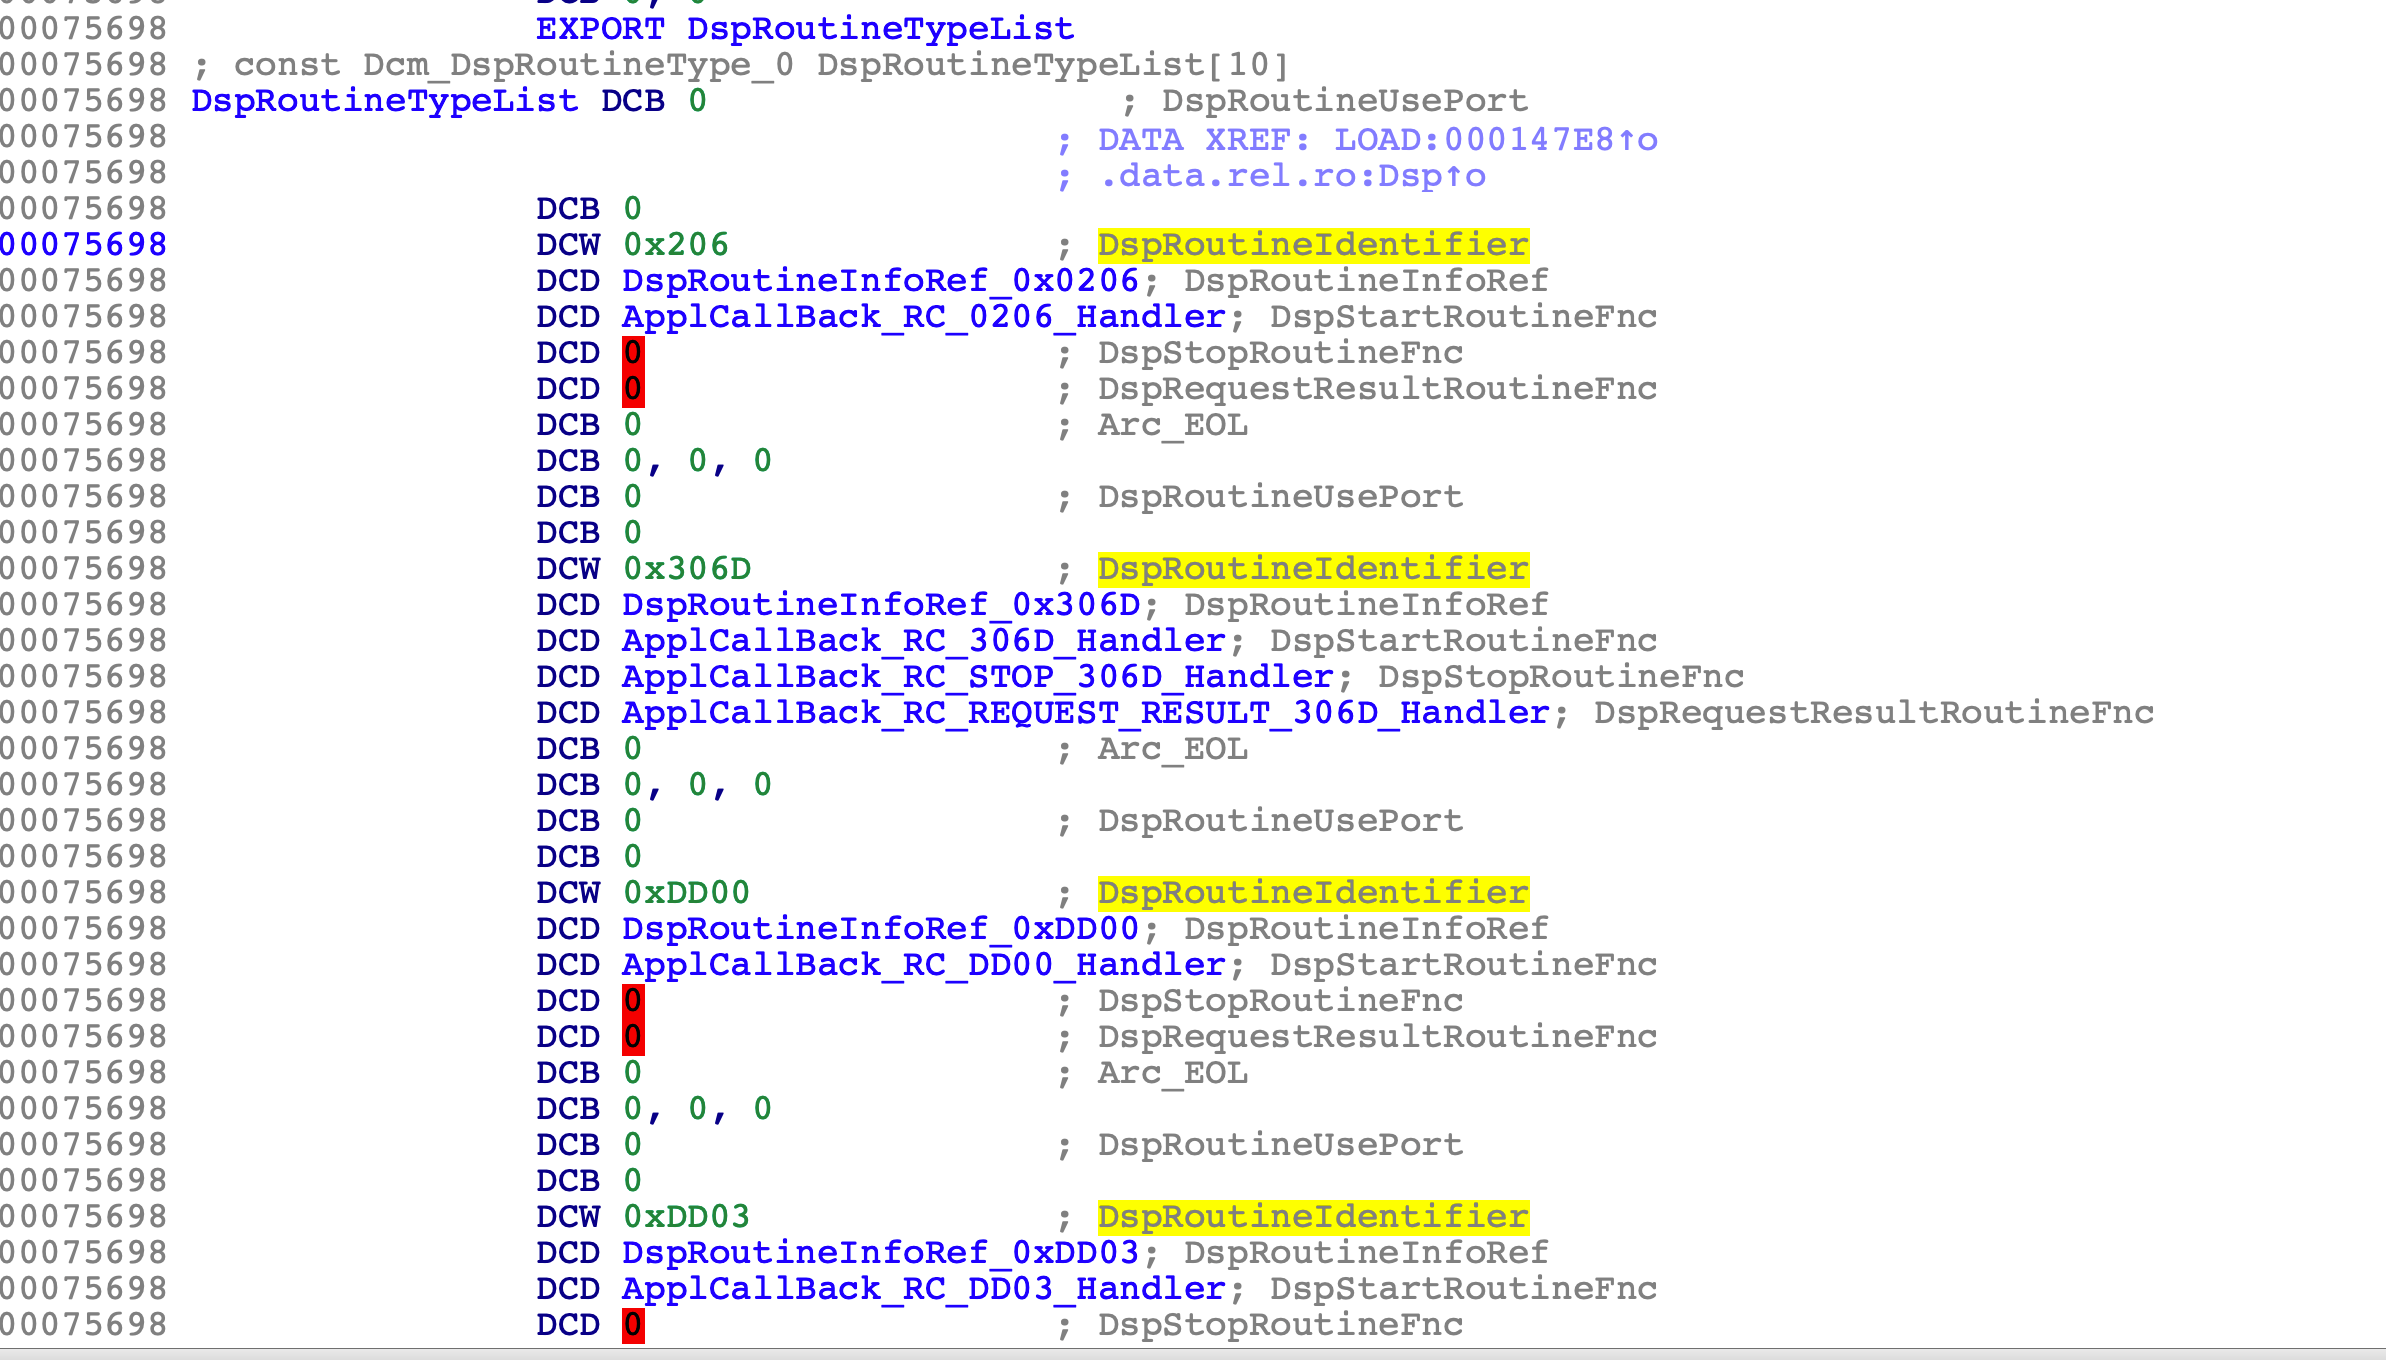 00075698 EXPORT DspRoutineTypeList
00075698 ; const Dcm_DspRoutineType_0 DspRoutineTypeList[10]
00075698 DspRoutineTypeList DCB 0 ; DspRoutineUsePort
00075698 ; DATA XREF: LOAD:000147E8↑o
00075698 ; .data.rel.ro:Dsp↑o
00075698 DCB 0
00075698 DCW 0x206 ; DspRoutineIdentifier
00075698 DCD DspRoutineInfoRef_0x0206; DspRoutineInfoRef
00075698 DCD ApplCallBack_RC_0206_Handler; DspStartRoutineFnc
00075698 DCD 0 ; DspStopRoutineFnc
00075698 DCD 0 ; DspRequestResultRoutineFnc
00075698 DCB 0 ; Arc_EOL
00075698 DCB 0, 0, 0
00075698 DCB 0 ; DspRoutineUsePort
00075698 DCB 0
00075698 DCW 0x306D ; DspRoutineIdentifier
00075698 DCD DspRoutineInfoRef_0x306D; DspRoutineInfoRef
00075698 DCD ApplCallBack_RC_306D_Handler; DspStartRoutineFnc
00075698 DCD ApplCallBack_RC_STOP_306D_Handler; DspStopRoutineFnc
00075698 DCD ApplCallBack_RC_REQUEST_RESULT_306D_Handler; DspRequestResultRoutineFnc
00075698 DCB 0 ; Arc_EOL
00075698 DCB 0, 0, 0
00075698 DCB 0 ; DspRoutineUsePort
00075698 DCB 0
00075698 DCW 0xDD00 ; DspRoutineIdentifier
00075698 DCD DspRoutineInfoRef_0xDD00; DspRoutineInfoRef
00075698 DCD ApplCallBack_RC_DD00_Handler; DspStartRoutineFnc
00075698 DCD 0 ; DspStopRoutineFnc
00075698 DCD 0 ; DspRequestResultRoutineFnc
00075698 DCB 0 ; Arc_EOL
00075698 DCB 0, 0, 0
00075698 DCB 0 ; DspRoutineUsePort
00075698 DCB 0
00075698 DCW 0xDD03 ; DspRoutineIdentifier
00075698 DCD DspRoutineInfoRef_0xDD03; DspRoutineInfoRef
00075698 DCD ApplCallBack_RC_DD03_Handler; DspStartRoutineFnc
00075698 DCD 0 ; DspStopRoutineFnc